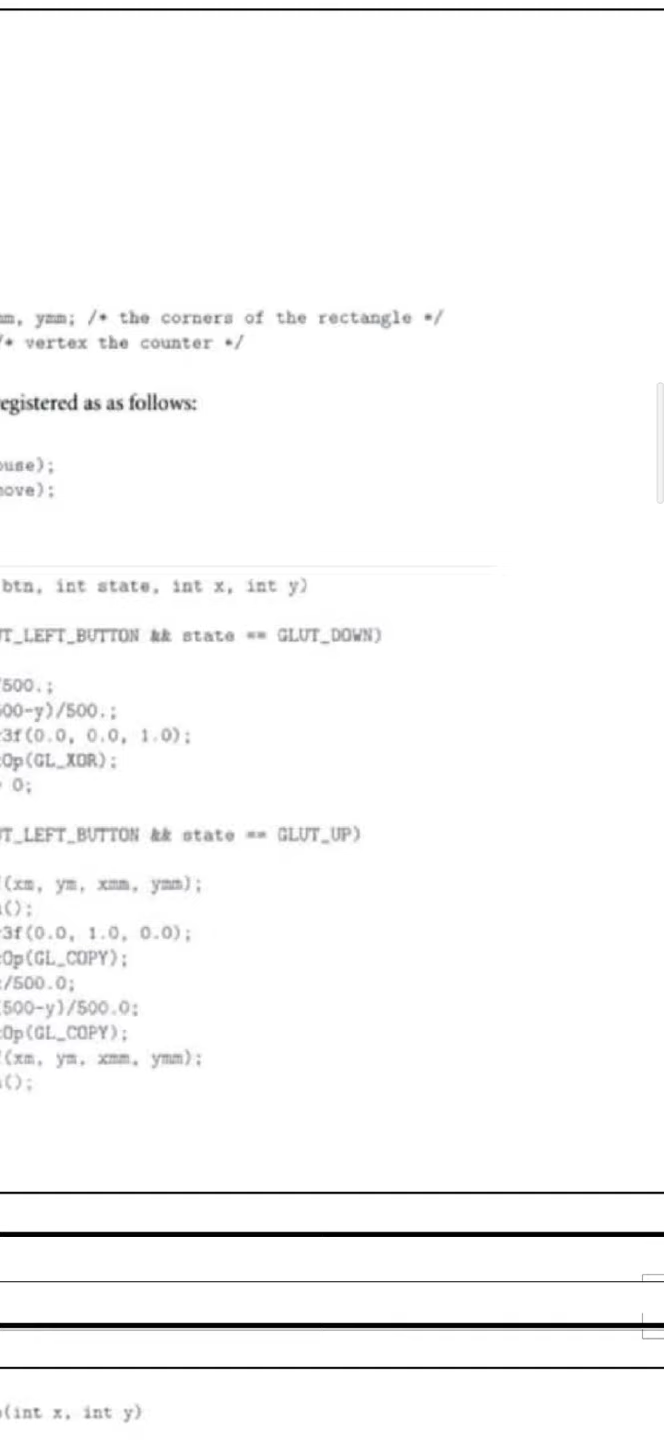 m, ymm; /* the corners of the rectangle */
/* vertex the counter */
egistered as as follows:
ouse);
move);
btn, int state, int x, int y)
T_LEFT_BUTTON && state == GLUT_DOWN)
/500.;
00-y)/500.;
3f(0.0, 0.0, 1.0);
Op(GL_XOR);
0;
T_LEFT_BUTTON && state == GLUT_UP)
(xm, ym, xmm, ymm);
();
3f(0.0, 1.0, 0.0);
Op(GL_COPY);
/500.0;
500-y)/500.0;
Op(GL_COPY);
(xm, ym, xmm, ymm);
();
(int x, int y)